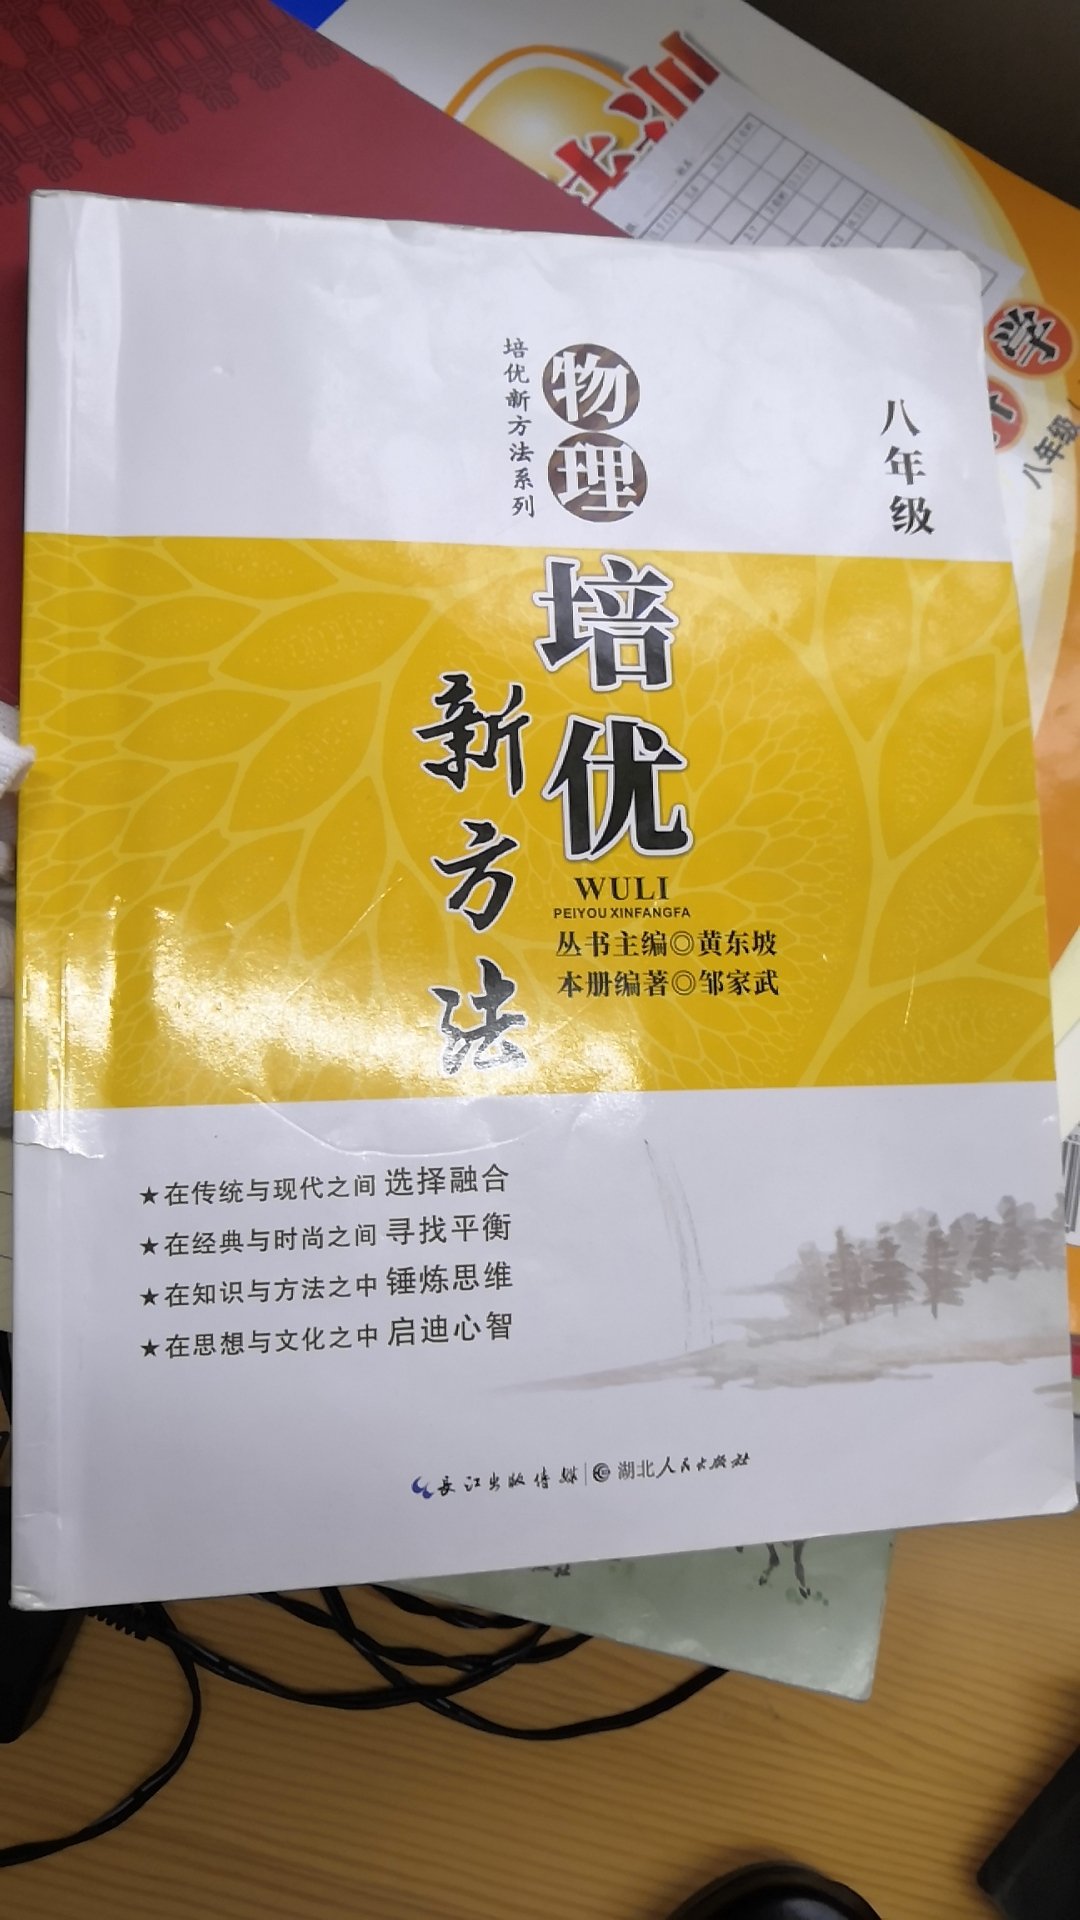 培优新方法系列
物理
培优
新方法
八年级
WULI
PEIYOU XINFANGFA
丛书主编◎黄东坡
本册编著◎邹家武
★在传统与现代之间 选择融合
★在经典与时尚之间 寻找平衡
★在知识与方法之中 锤炼思维
★在思想与文化之中 启迪心智
长江出版传媒 湖北人民出版社
学
八年级